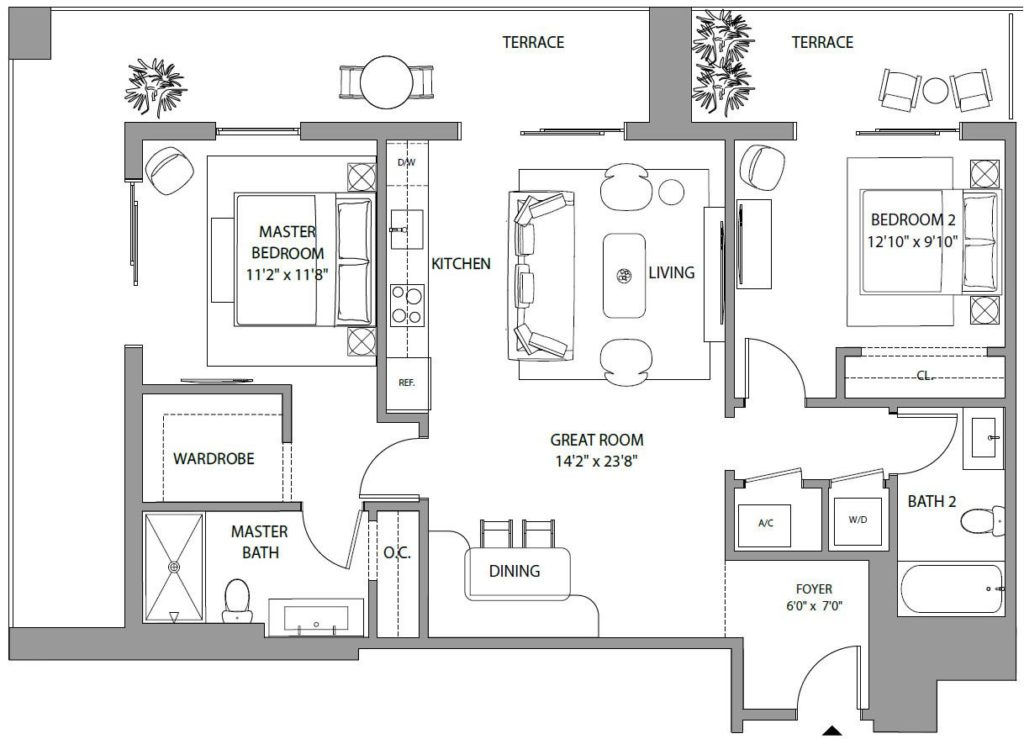 TERRACE
TERRACE
D/W
MASTER
BEDROOM
11'2" x 11'8"
KITCHEN
LIVING
BEDROOM 2
12'10" x 9'10"
REF.
CL.
WARDROBE
GREAT ROOM
14'2" x 23'8"
MASTER
BATH
O.C.
DINING
A/C
W/D
BATH 2
FOYER
6'0" x 7'0"